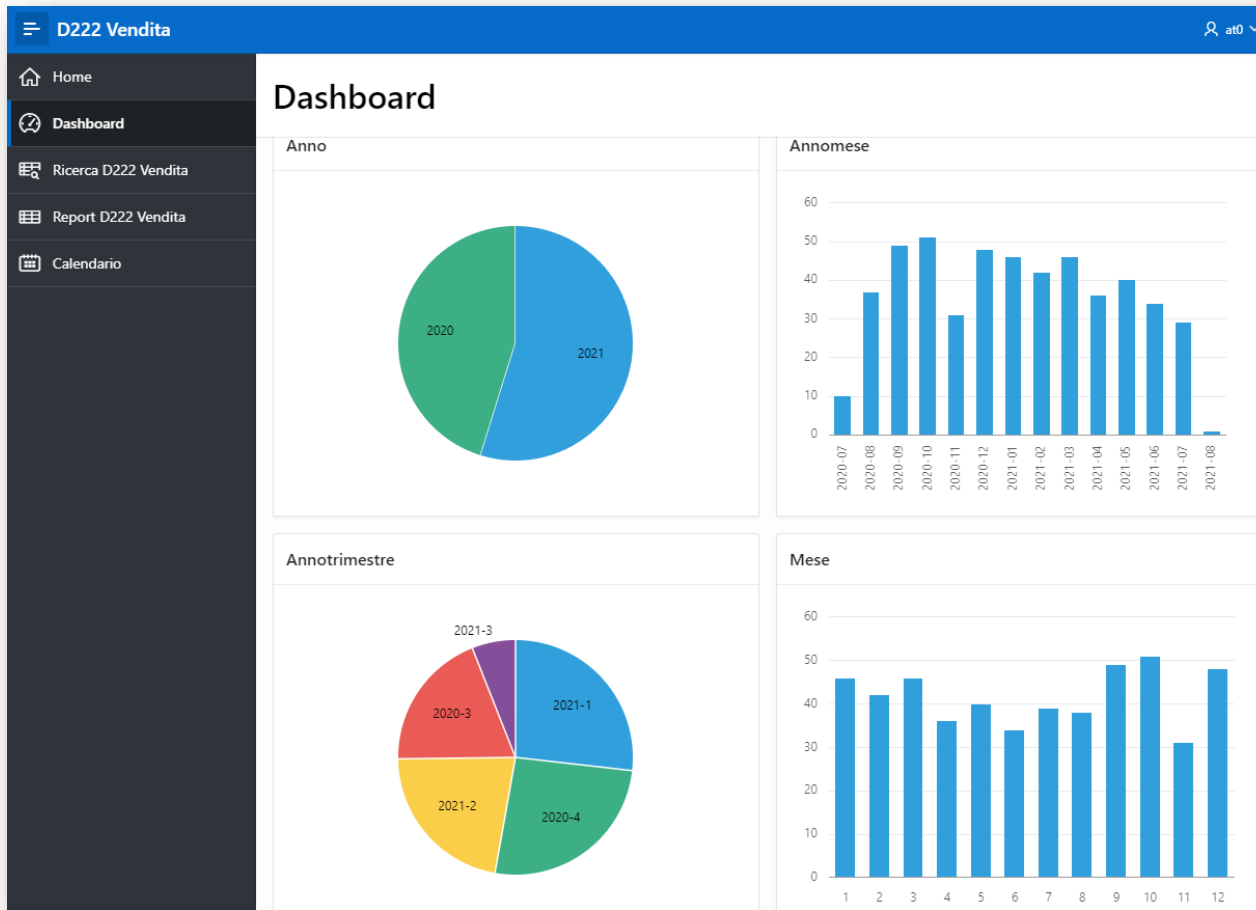 D222 Vendita
at0
Home
Dashboard
Ricerca D222 Vendita
Report D222 Vendita
Calendario
Dashboard
Anno
2020
2021
Annomese
60
50
40
30
20
10
0
2020-07
2020-08
2020-09
2020-10
2020-11
2020-12
2021-01
2021-02
2021-03
2021-04
2021-05
2021-06
2021-07
2021-08
Annotrimestre
2021-3
2021-1
2020-3
2021-2
2020-4
Mese
60
50
40
30
20
10
0
1 2 3 4 5 6 7 8 9 10 11 12